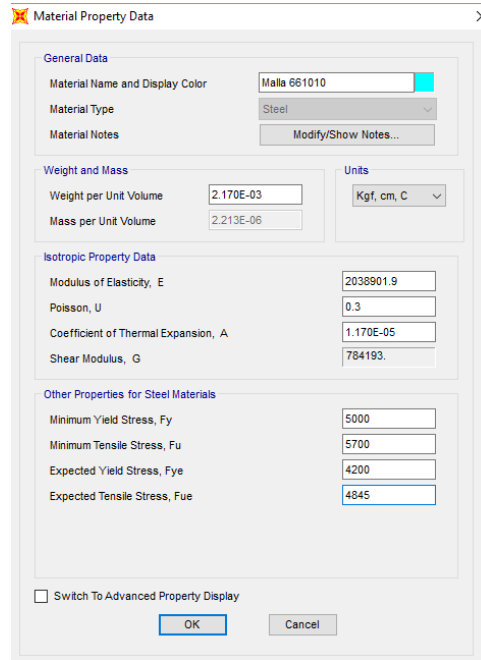 Material Property Data
General Data
Material Name and Display Color Malla 661010
Material Type Steel
Material Notes Modify/Show Notes...
Weight and Mass
Weight per Unit Volume 2.170E-03
Mass per Unit Volume 2.213E-06
Units
Kgf, cm, C
Isotropic Property Data
Modulus of Elasticity, E 2038901.9
Poisson, U 0.3
Coefficient of Thermal Expansion, A 1.170E-05
Shear Modulus, G 784193.
Other Properties for Steel Materials
Minimum Yield Stress, Fy 5000
Minimum Tensile Stress, Fu 5700
Expected Yield Stress, Fye 4200
Expected Tensile Stress, Fue 4845
Switch To Advanced Property Display
OK Cancel